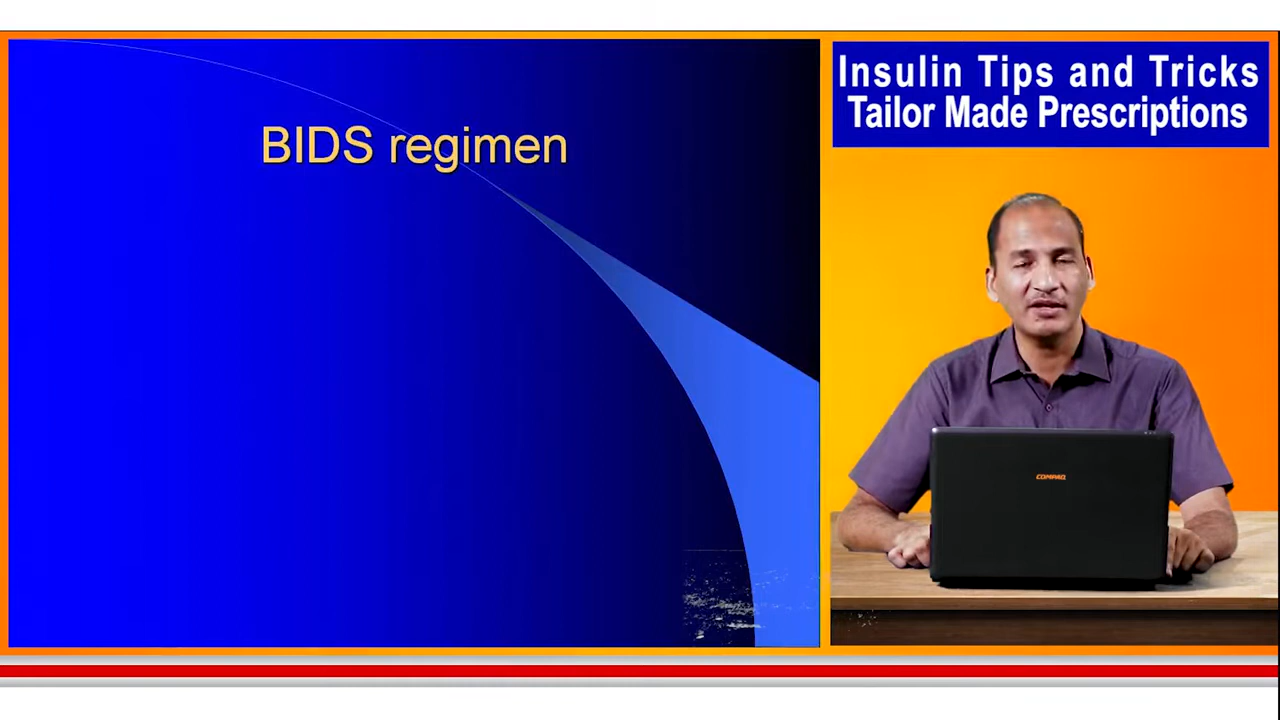 BIDS regimen
Insulin Tips and Tricks
Tailor Made Prescriptions
COMPAQ